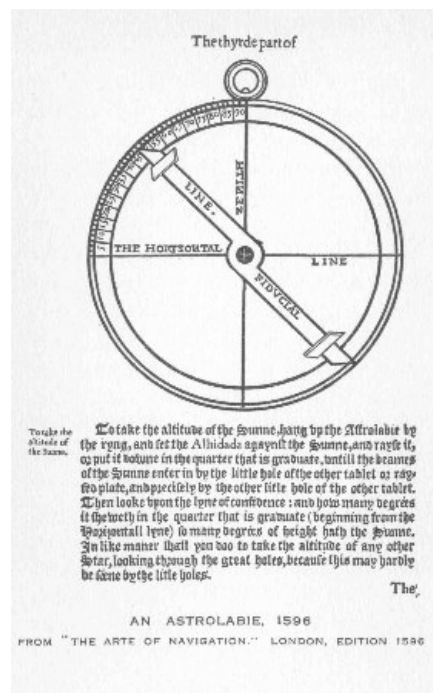 The thyrde part of
ZENITH
LINE.
THE HORISONTAL
LINE
FIDVCIAL
To take the
altitude of
the Sunne.
To take the altitude of the Sunne, hang vp the Astrolabie by
the ryng, and set the Alhidada agaynst the Sunne, and rayse it,
or put it downe in the quarter that is graduate, vntill the beames
of the Sunne enter in by the little hole of the other tablet or ray-
sed plate, and precisely by the other litle hole of the other tablet.
Then looke vpon the lyne of confidence: and how many degrees
it sheweth in the quarter that is graduate (beginning from the
Horizontall lyne) so many degrees of height hath the Sunne.
In like maner shall you doo to take the altitude of any other
Star, looking through the great holes, because this may hardly
be seene by the litle holes.
The
AN ASTROLABIE, 1596
FROM "THE ARTE OF NAVIGATION." LONDON, EDITION 1596